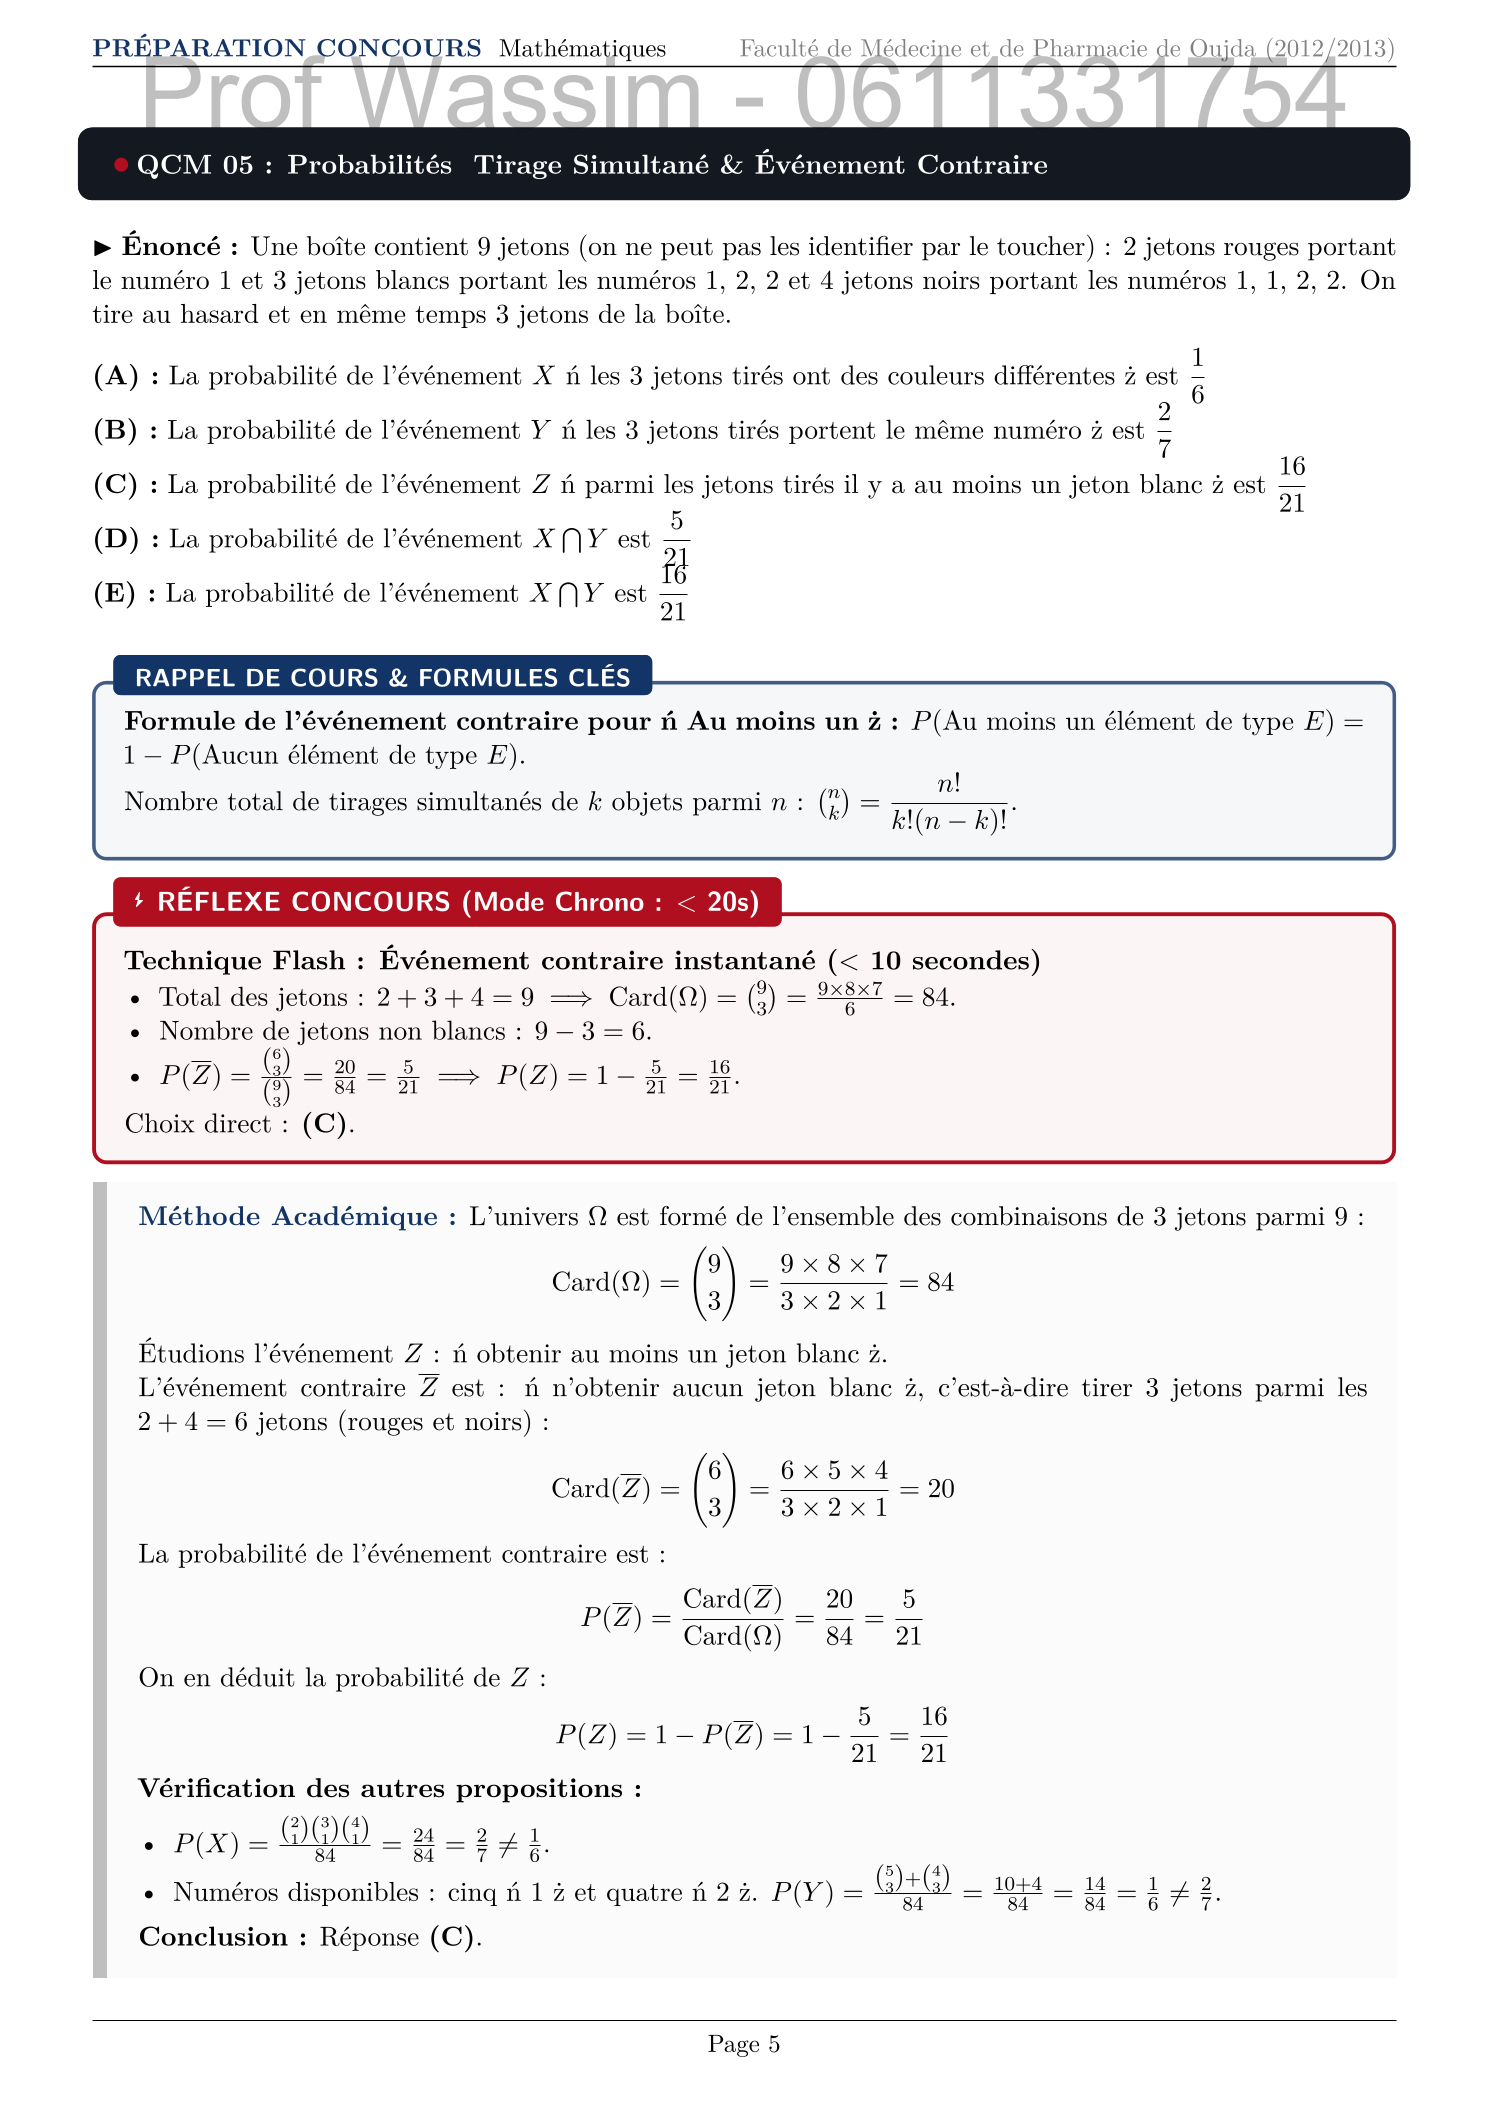 PRÉPARATION CONCOURS Mathématiques Faculté de Médecine et de Pharmacie de Oujda (2012/2013)
Prof Wassim - 0611331754
QCM 05 : Probabilités Tirage Simultané & Événement Contraire
▶ Énoncé : Une boîte contient 9 jetons (on ne peut pas les identifier par le toucher) : 2 jetons rouges portant
le numéro 1 et 3 jetons blancs portant les numéros 1, 2, 2 et 4 jetons noirs portant les numéros 1, 1, 2, 2. On
tire au hasard et en même temps 3 jetons de la boîte.
(A) : La probabilité de l'événement X ń les 3 jetons tirés ont des couleurs différentes ż est 1/6
(B) : La probabilité de l'événement Y ń les 3 jetons tirés portent le même numéro ż est 2/7
(C) : La probabilité de l'événement Z ń parmi les jetons tirés il y a au moins un jeton blanc ż est 16/21
(D) : La probabilité de l'événement X ⋂ Y est 5/21
(E) : La probabilité de l'événement X ⋂ Y est 16/21
RAPPEL DE COURS & FORMULES CLÉS
Formule de l'événement contraire pour ń Au moins un ż : P(Au moins un élément de type E) =
1 − P(Aucun élément de type E).
Nombre total de tirages simultanés de k objets parmi n : (n k) = n!/(k!(n − k)!).
RÉFLEXE CONCOURS (Mode Chrono : < 20s)
Technique Flash : Événement contraire instantané (< 10 secondes)
• Total des jetons : 2 + 3 + 4 = 9 ⟹ Card(Ω) = (9 3) = 9×8×7/6 = 84.
• Nombre de jetons non blancs : 9 − 3 = 6.
• P(Z̅) = (6 3)/(9 3) = 20/84 = 5/21 ⟹ P(Z) = 1 − 5/21 = 16/21.
Choix direct : (C).
Méthode Académique : L'univers Ω est formé de l'ensemble des combinaisons de 3 jetons parmi 9 :
Card(Ω) = (9 3) = (9 × 8 × 7)/(3 × 2 × 1) = 84
Étudions l'événement Z : ń obtenir au moins un jeton blanc ż.
L'événement contraire Z̅ est : ń n'obtenir aucun jeton blanc ż, c'est-à-dire tirer 3 jetons parmi les
2 + 4 = 6 jetons (rouges et noirs) :
Card(Z̅) = (6 3) = (6 × 5 × 4)/(3 × 2 × 1) = 20
La probabilité de l'événement contraire est :
P(Z̅) = Card(Z̅)/Card(Ω) = 20/84 = 5/21
On en déduit la probabilité de Z :
P(Z) = 1 − P(Z̅) = 1 − 5/21 = 16/21
Vérification des autres propositions :
• P(X) = (2 1)(3 1)(4 1)/84 = 24/84 = 2/7 ≠ 1/6.
• Numéros disponibles : cinq ń 1 ż et quatre ń 2 ż. P(Y) = ((5 3)+(4 3))/84 = (10+4)/84 = 14/84 = 1/6 ≠ 2/7.
Conclusion : Réponse (C).
Page 5